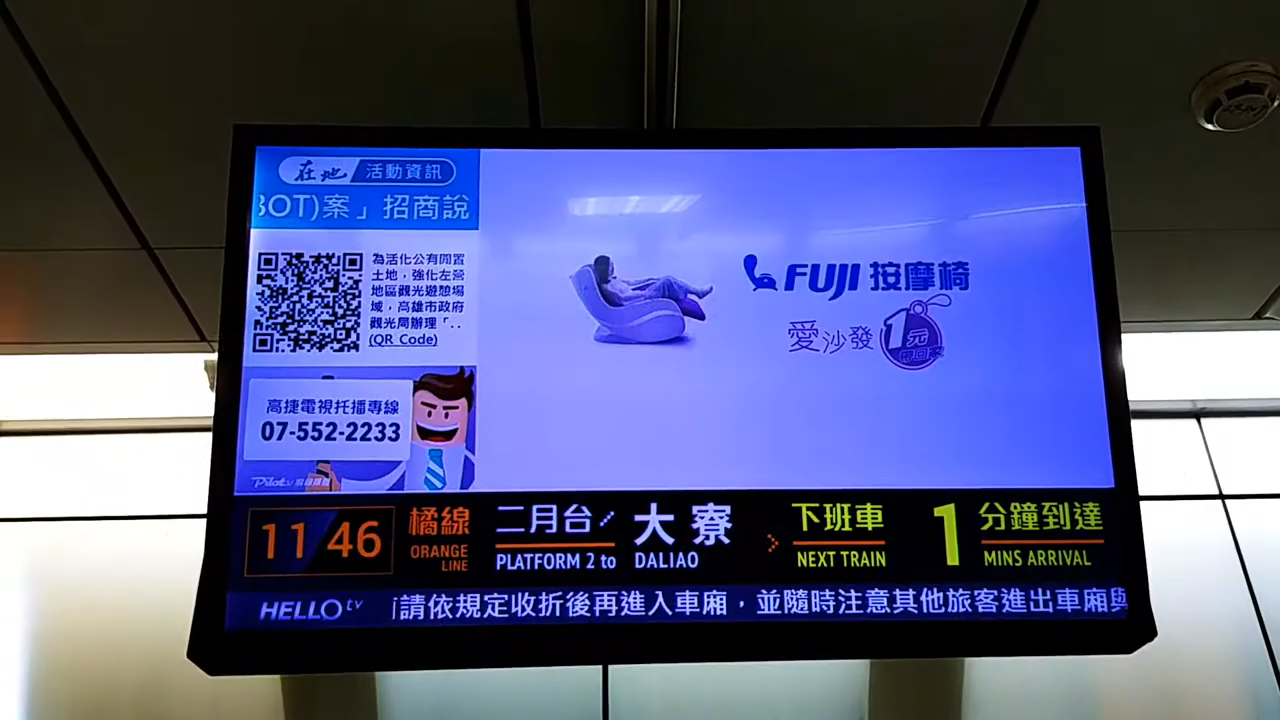 在地 活動資訊
BOT)案」招商說
為活化公有閒置
土地，強化左營
地區觀光遊憩場
域，高雄市政府
觀光局辦理「..
(QR Code)
高捷電視托播專線
07-552-2233
FUJI 按摩椅
愛沙發 1元
帶回家
11 46
橘線
ORANGE
LINE
二月台/
PLATFORM 2 to
大寮
DALIAO
下班車
NEXT TRAIN
1
分鐘到達
MINS ARRIVAL
HELLO tv
請依規定收折後再進入車廂，並隨時注意其他旅客進出車廂與